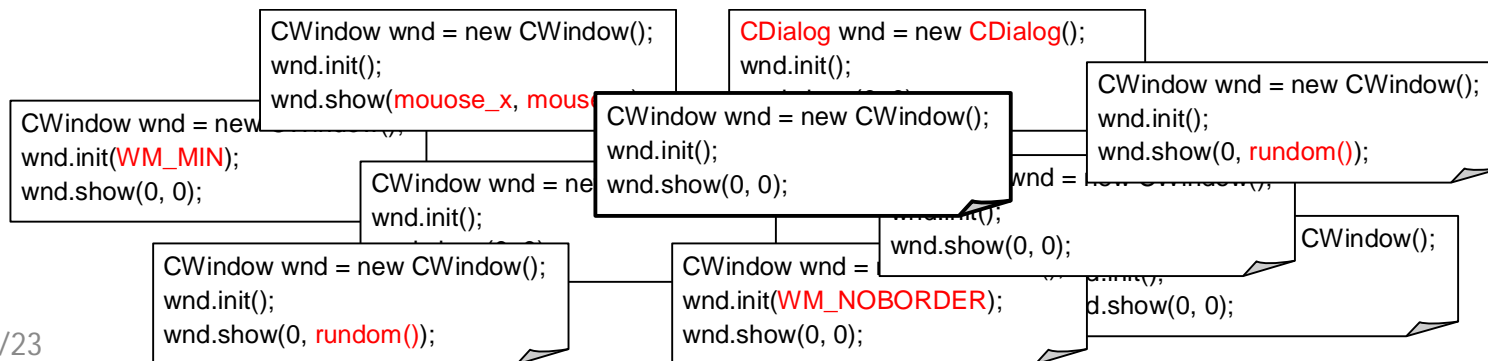 CWindow wnd = new CWindow();
wnd.init();
wnd.show(mouose_x,
CDialog wnd = new CDialog();
wnd.init();
CWindow wnd = new CWindow();
wnd.init();
wnd.show(0, rundom());
CWindow wnd = new
wnd.init(WM_MIN);
wnd.show(0, 0);
CWindow wnd = new CWindow();
wnd.init();
wnd.show(0, 0);
CWindow wnd =
wnd.init();
wnd =
wnd.show(0, 0);
CWindow();
.show(0, 0);
CWindow wnd = new CWindow();
wnd.init();
wnd.show(0, rundom());
CWindow wnd =
wnd.init(WM_NOBORDER);
wnd.show(0, 0);
/23